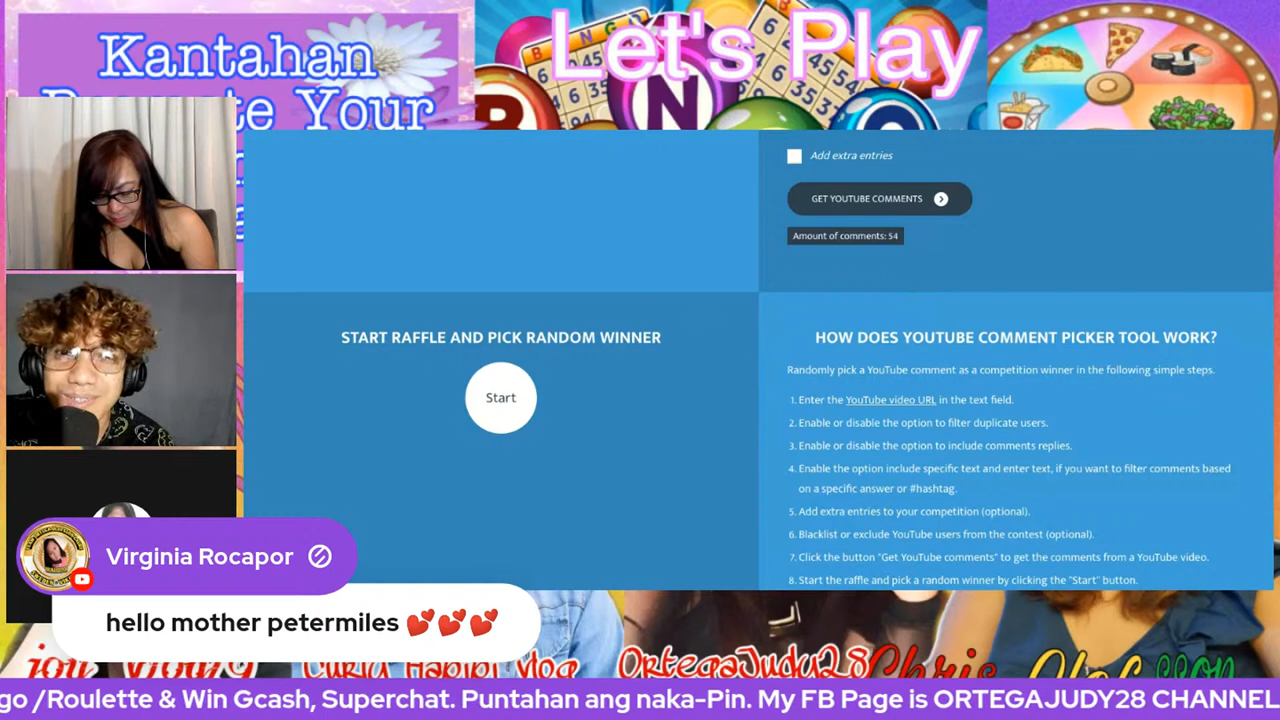 Kantahan
Let's Play
Your
BINGO
Add extra entries
GET YOUTUBE COMMENTS
Amount of comments: 54
START RAFFLE AND PICK RANDOM WINNER
Start
HOW DOES YOUTUBE COMMENT PICKER TOOL WORK?
Randomly pick a YouTube comment as a competition winner in the following simple steps.
1. Enter the YouTube video URL in the text field.
2. Enable or disable the option to filter duplicate users.
3. Enable or disable the option to include comments replies.
4. Enable the option include specific text and enter text, if you want to filter comments based
on a specific answer or #hashtag.
5. Add extra entries to your competition (optional).
6. Blacklist or exclude YouTube users from the contest (optional).
7. Click the button "Get YouTube comments" to get the comments from a YouTube video.
8. Start the raffle and pick a random winner by clicking the "Start" button.
Virginia Rocapor
hello mother petermiles 💕💕💕
Curly Habibi Vlog OrtegaJudy28
go /Roulette & Win Gcash, Superchat. Puntahan ang naka-Pin. My FB Page is ORTEGAJUDY28 CHANNEL